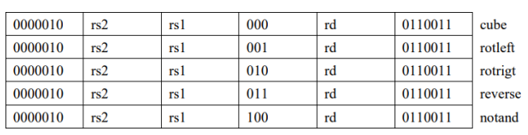 0000010 rs2 rs1 000 rd 0110011 cube
0000010 rs2 rs1 001 rd 0110011 rotleft
0000010 rs2 rs1 010 rd 0110011 rotrigt
0000010 rs2 rs1 011 rd 0110011 reverse
0000010 rs2 rs1 100 rd 0110011 notand